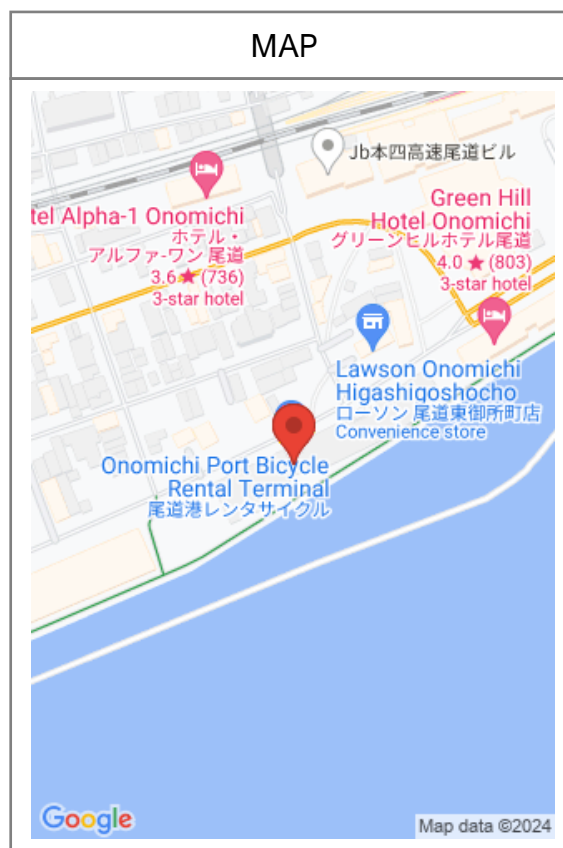 MAP
Jb本四高速尾道ビル
tel Alpha-1 Onomichi
ホテル・
アルファ-ワン 尾道
3.6 ★ (736)
3-star hotel
Green Hill
Hotel Onomichi
グリーンヒルホテル尾道
4.0 ★ (803)
3-star hotel
Lawson Onomichi
Higashigoshocho
ローソン 尾道東御所町店
Convenience store
Onomichi Port Bicycle
Rental Terminal
尾道港レンタサイクル
Google
Map data ©2024